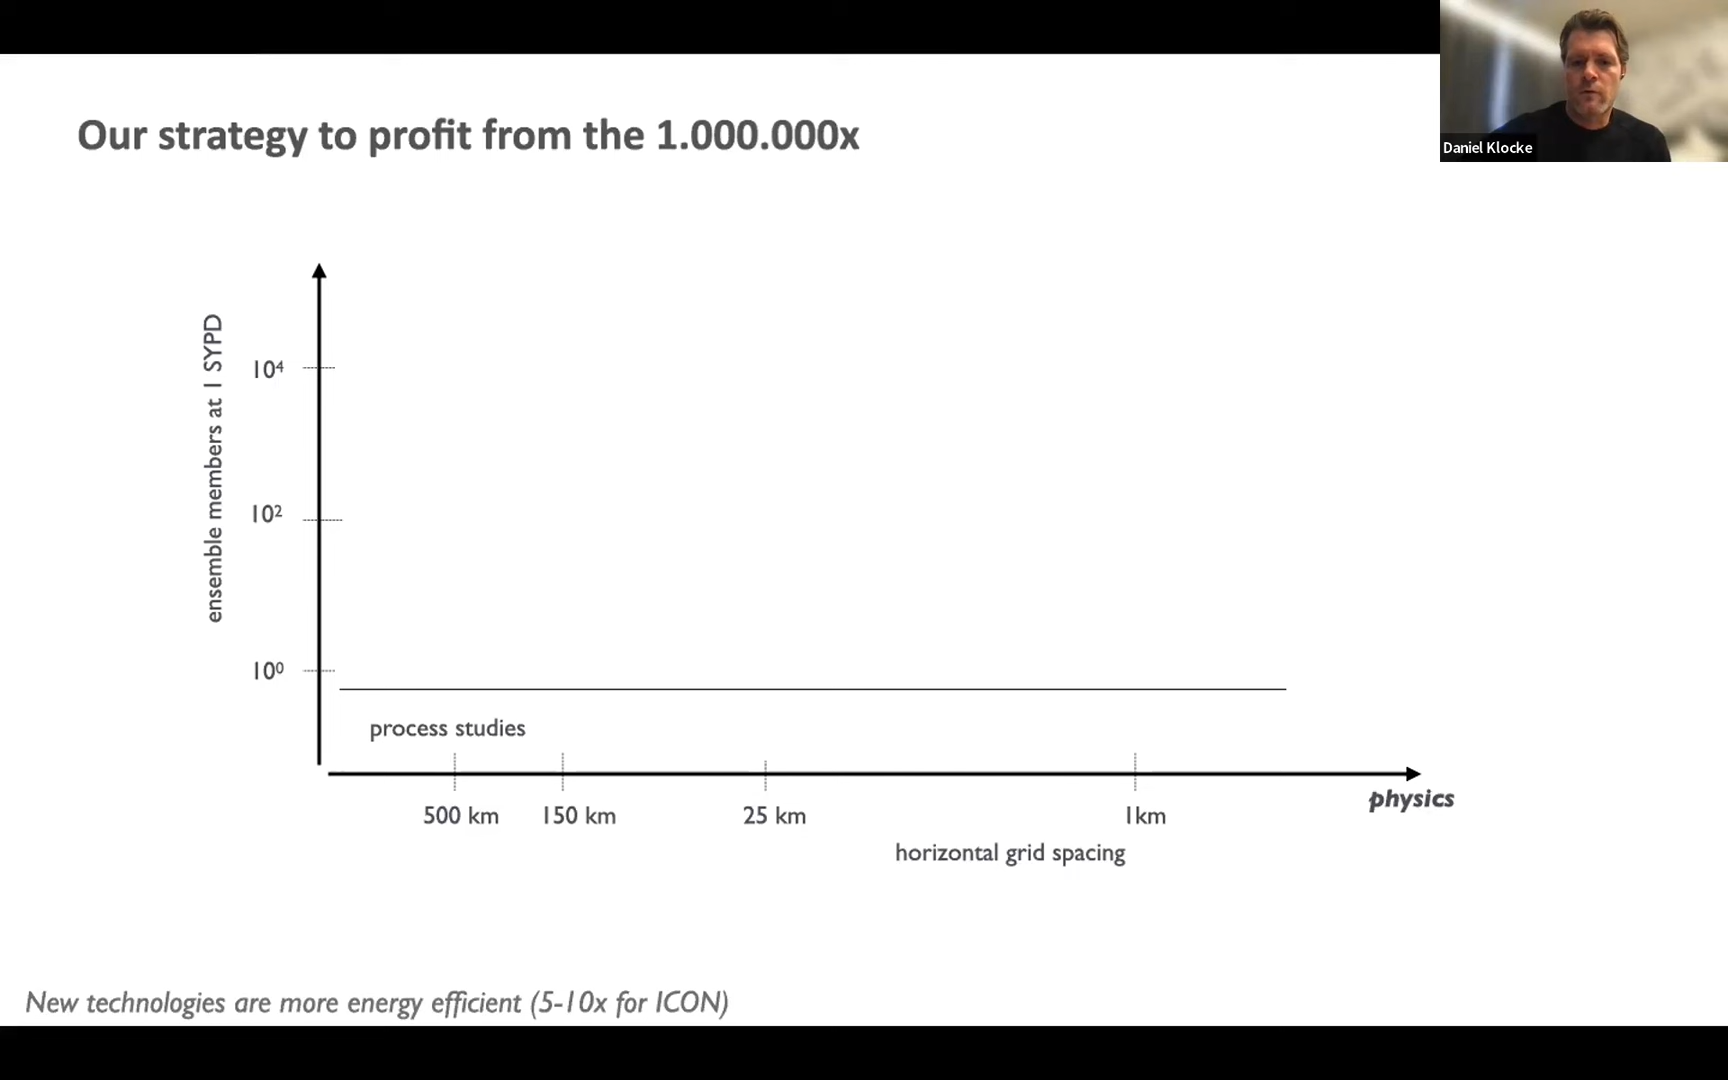 Daniel Klocke
Our strategy to profit from the 1.000.000x
ensemble members at 1 SYPD
10⁴
10²
10⁰
process studies
500 km
150 km
25 km
1km
physics
horizontal grid spacing
New technologies are more energy efficient (5-10x for ICON)